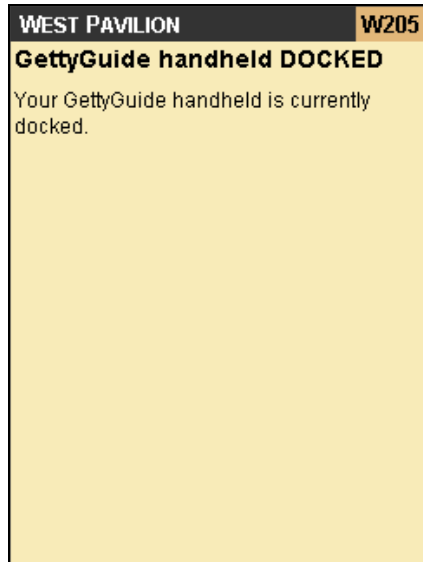 WEST PAVILION W205
GettyGuide handheld DOCKED
Your GettyGuide handheld is currently
docked.